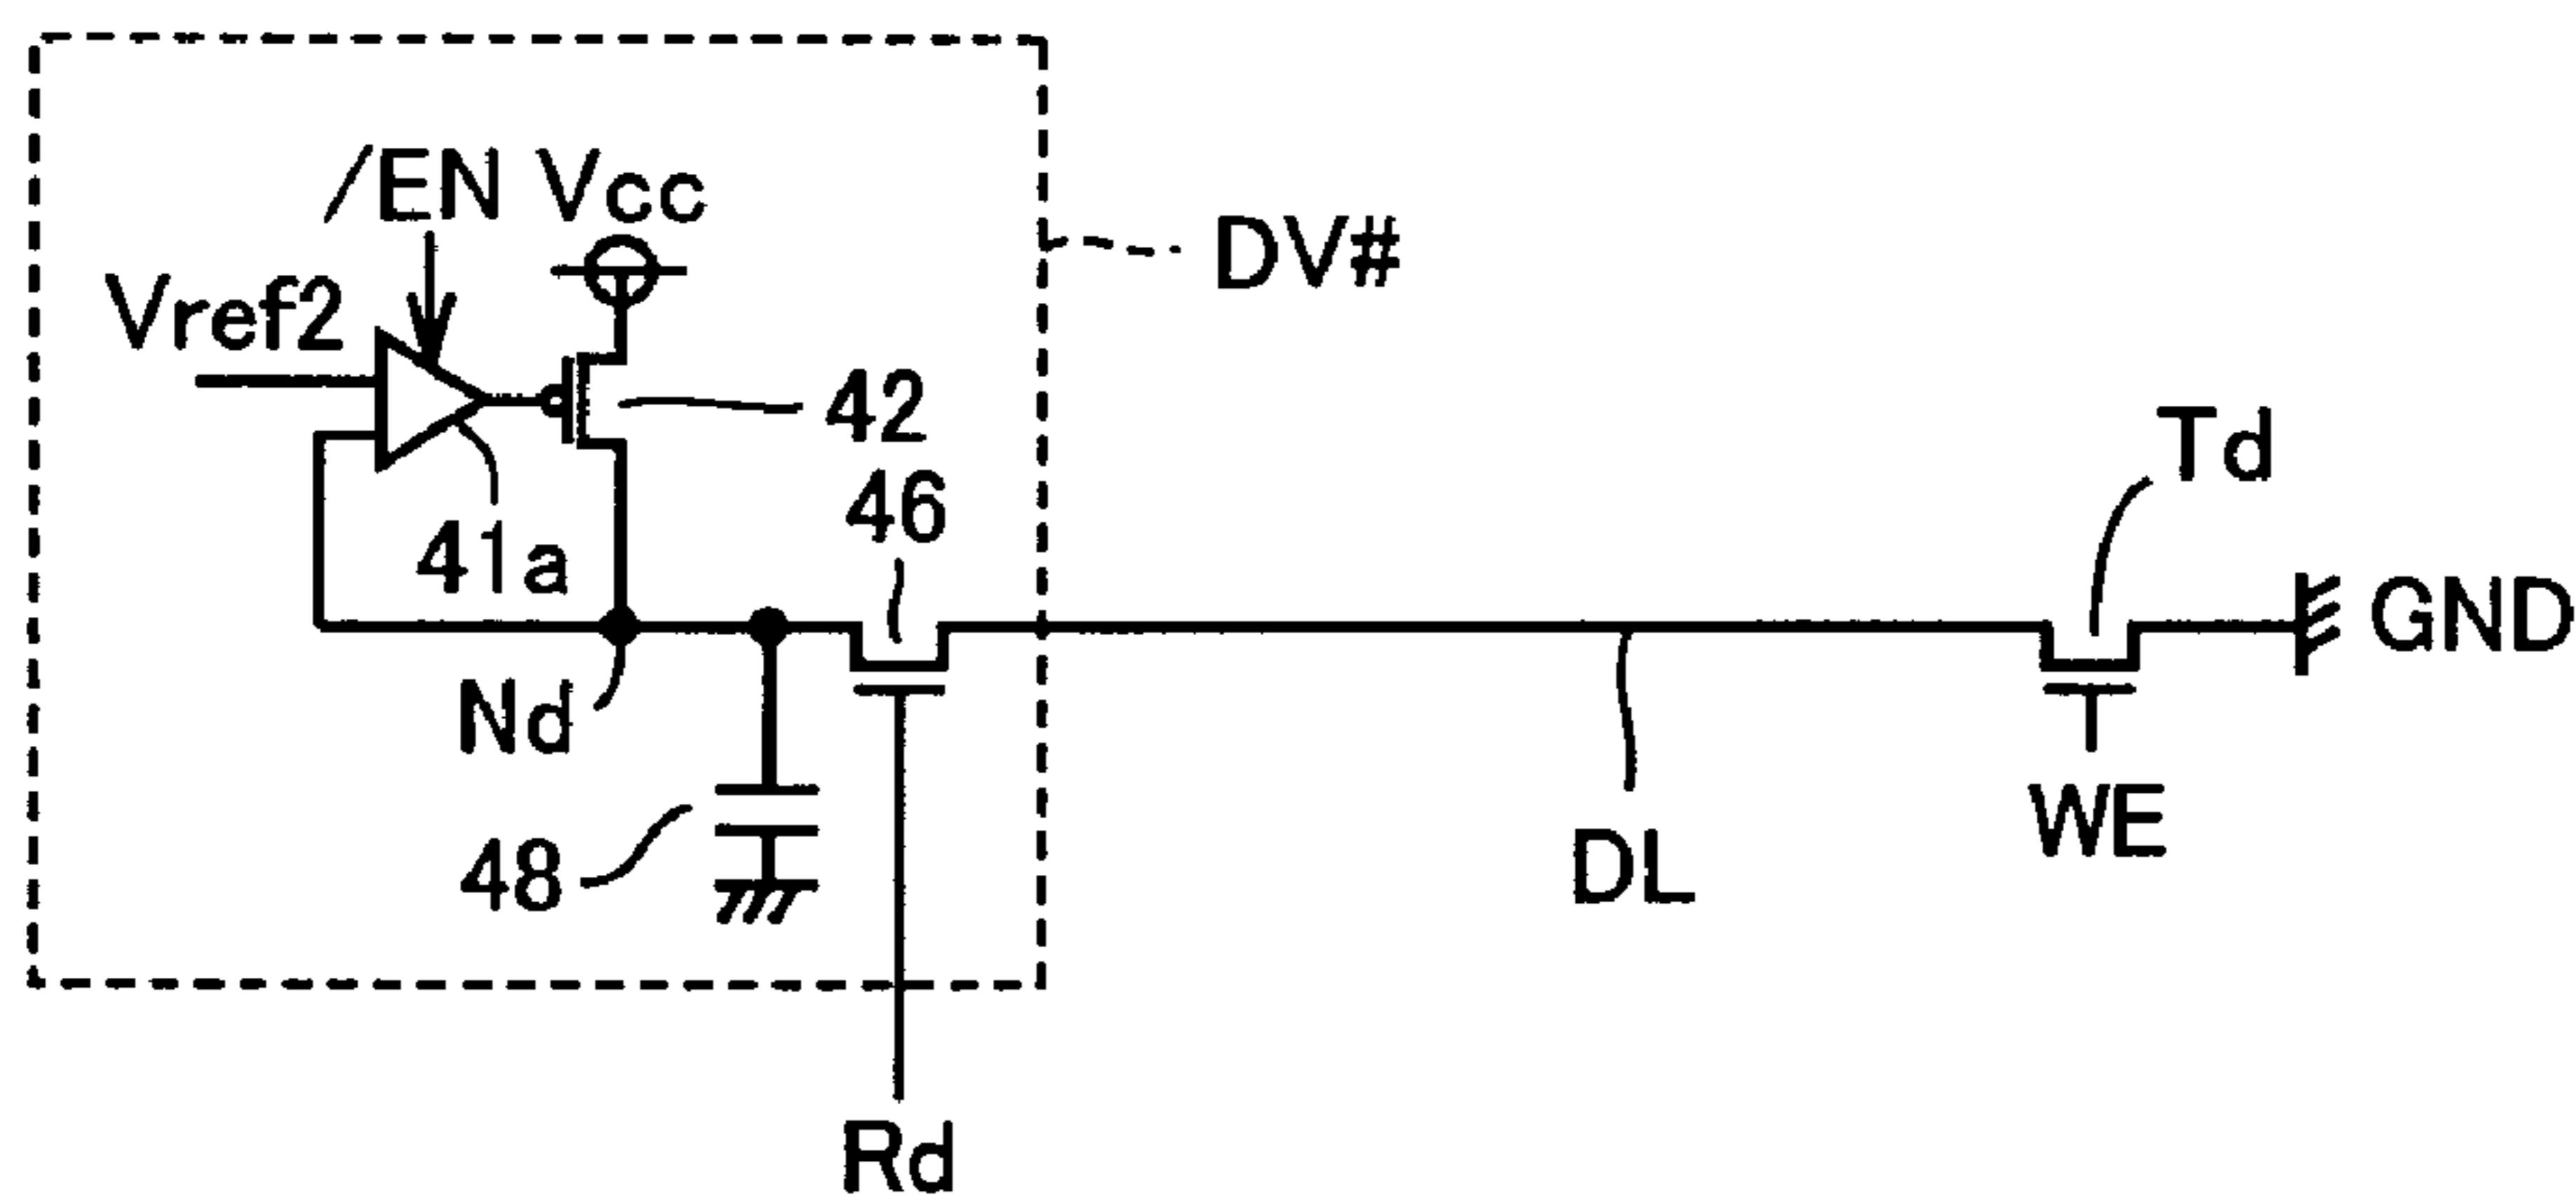 /EN Vcc
DV#
Vref2
42
Td
46
41a
GND
Nd
WE
48
DL
Rd